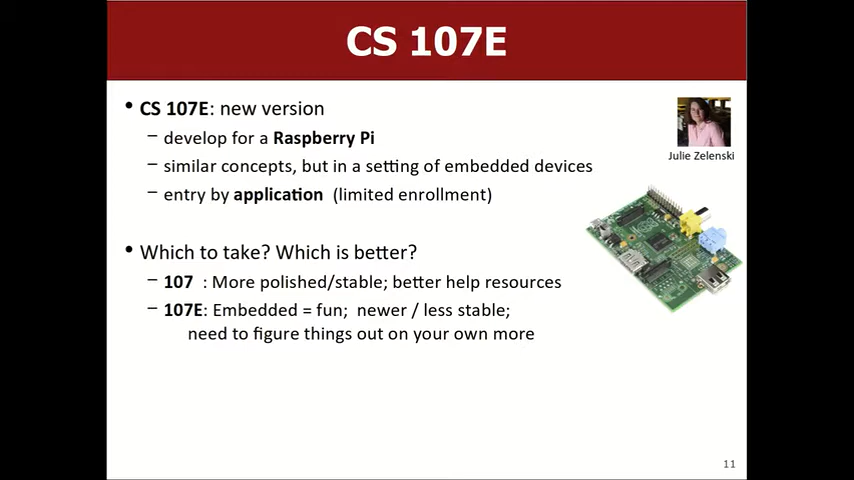 CS 107E
• CS 107E: new version
– develop for a Raspberry Pi
– similar concepts, but in a setting of embedded devices
– entry by application (limited enrollment)
Julie Zelenski
• Which to take? Which is better?
– 107 : More polished/stable; better help resources
– 107E: Embedded = fun; newer / less stable;
need to figure things out on your own more
11